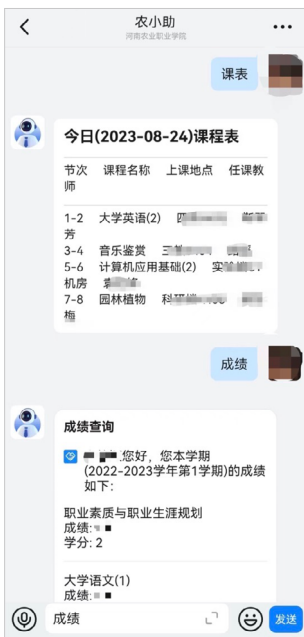 农小助
河南农业职业学院
课表
今日(2023-08-24)课程表
节次 课程名称 上课地点 任课教
师
1-2 大学英语(2)
芳
3-4 音乐鉴赏
5-6 计算机应用基础(2)
机房
7-8 园林植物
梅
成绩
成绩查询
您好，您本学期
(2022-2023学年第1学期)的成绩
如下：
职业素质与职业生涯规划
成绩:
学分: 2
大学语文(1)
成绩:
成绩
发送